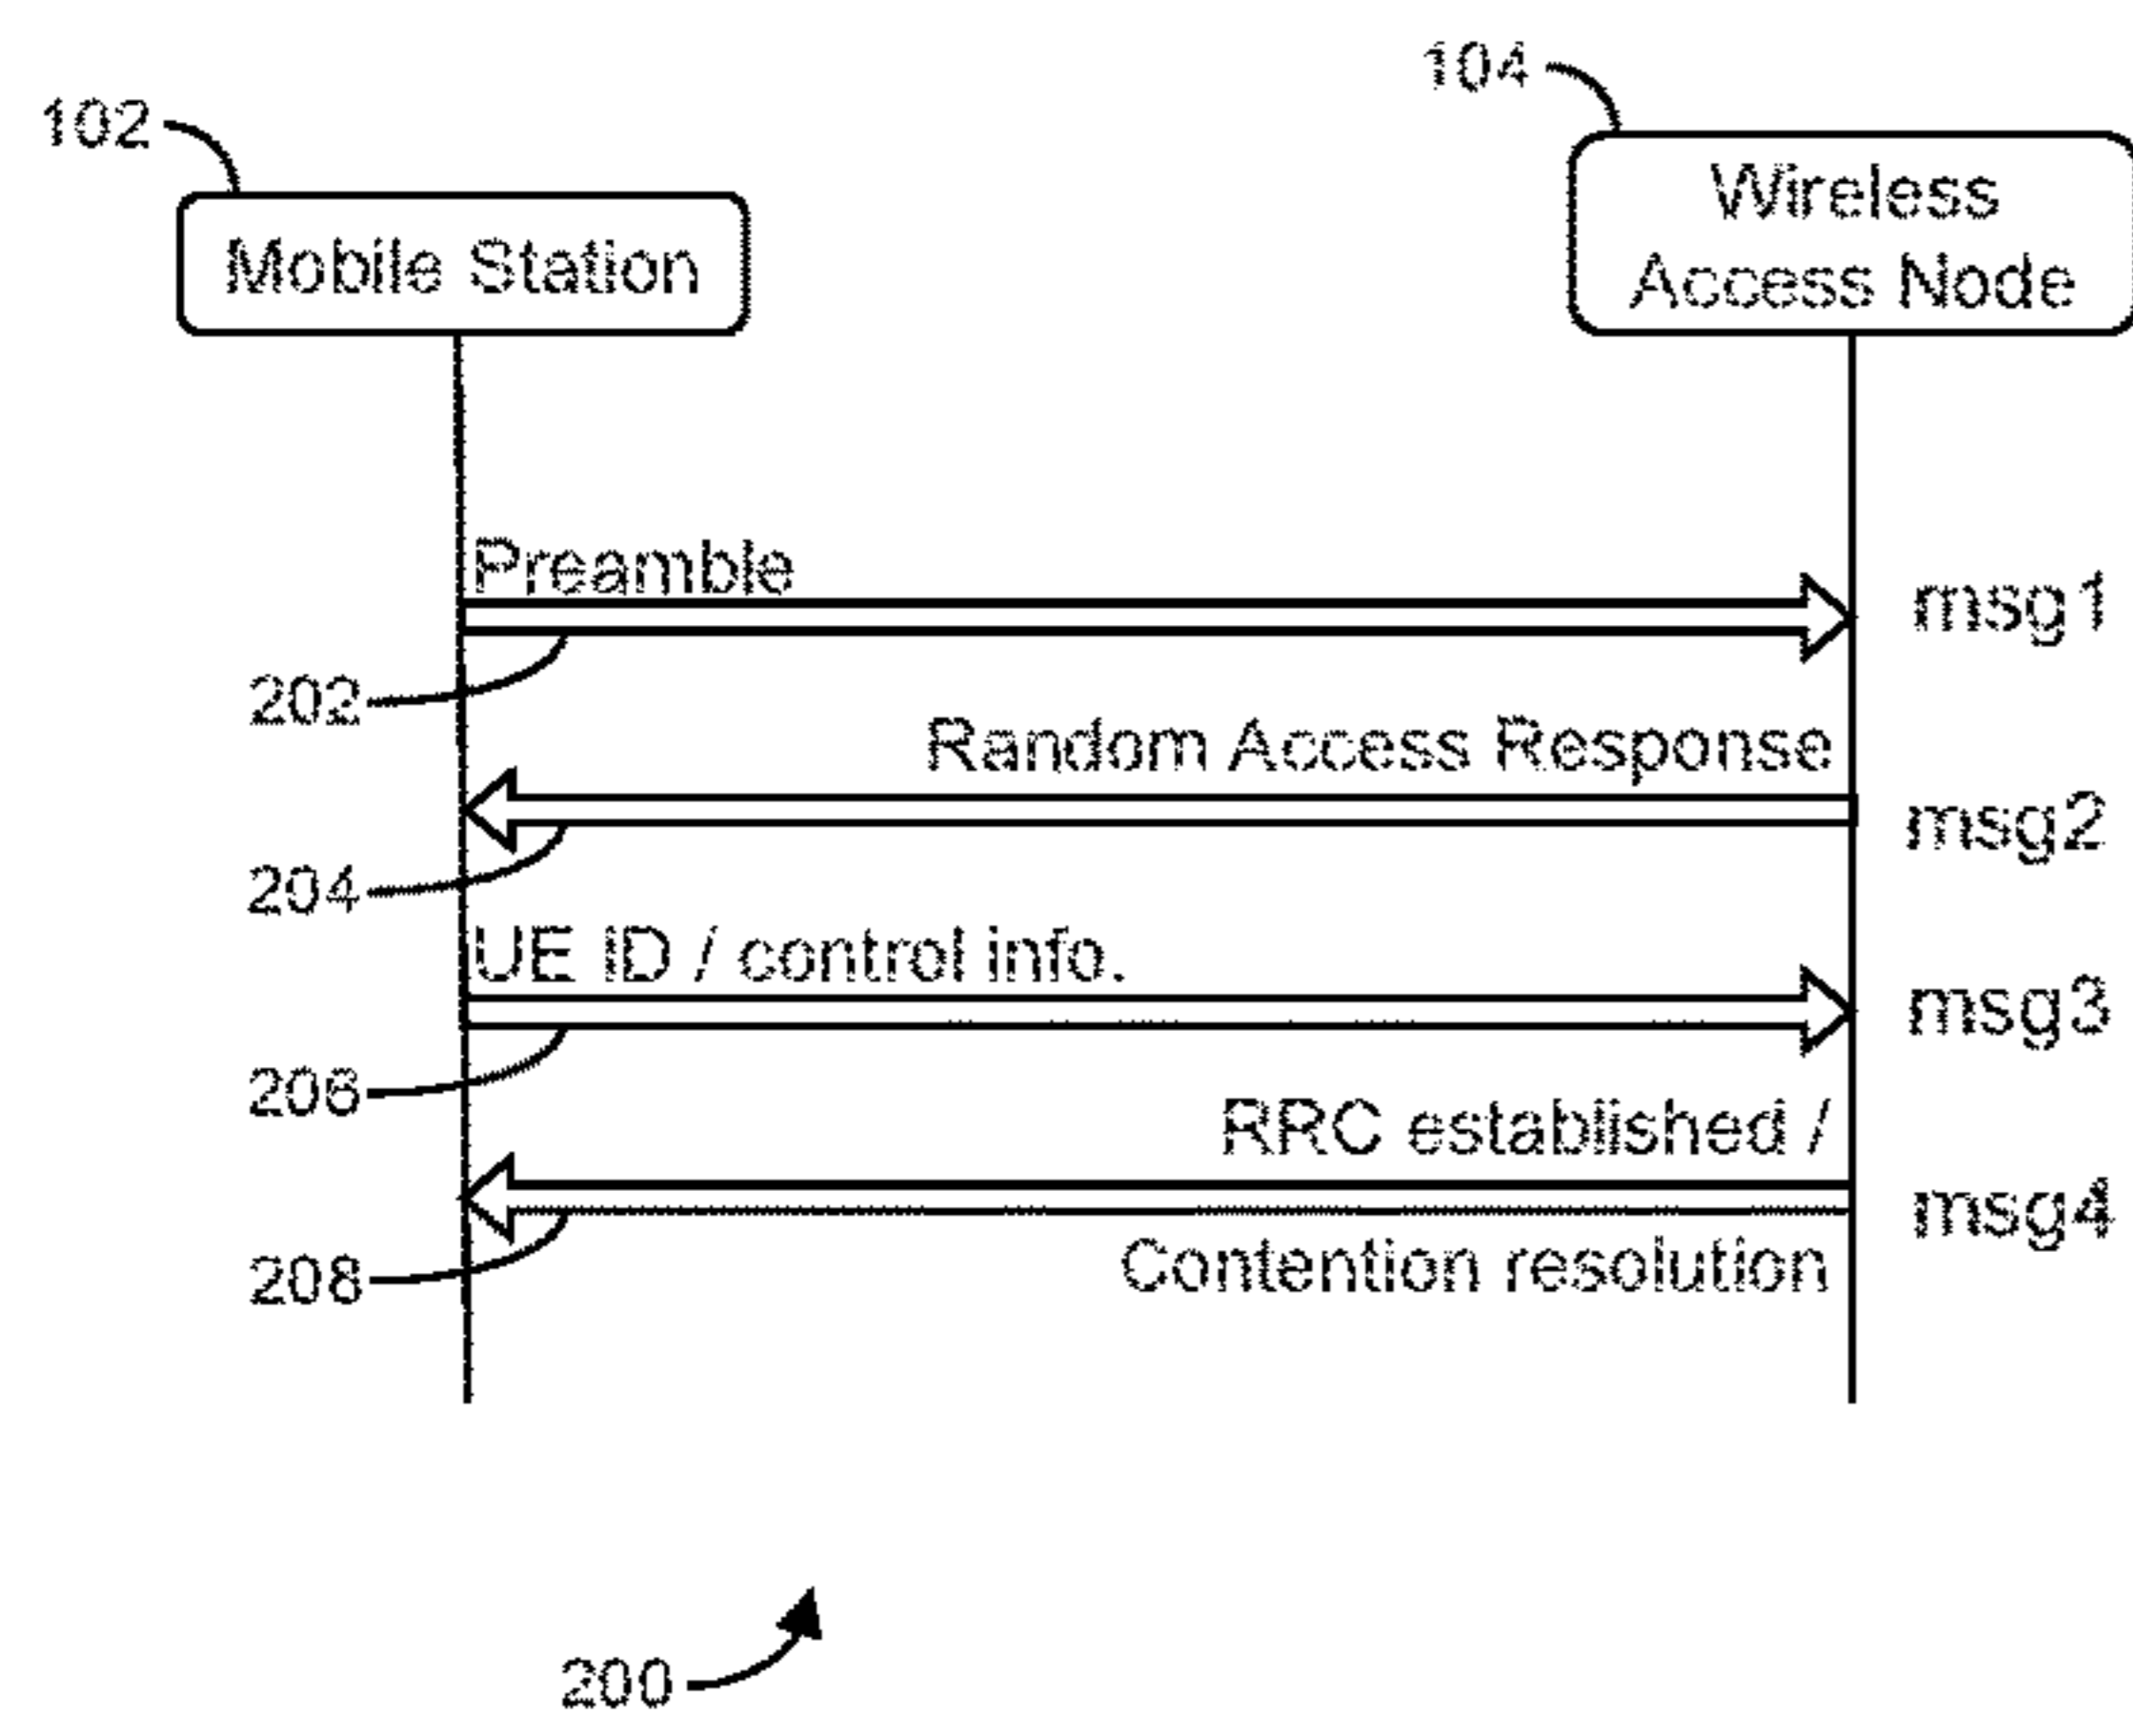 104
102
Wireless
Access Node
Mobile Station
Preamble
msg1
202
Random Access Response
msg2
204
UE ID / control info.
msg3
206
RRC established /
msg4
Contention resolution
208
200